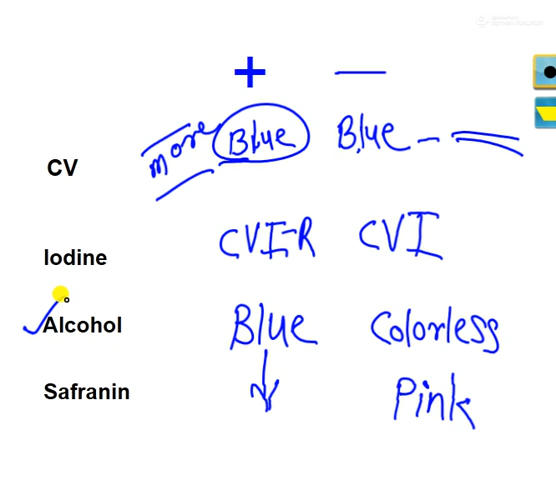 + —
more Blue Blue -
CV
CVI-R CVI
Iodine
Alcohol Blue Colorless
Safranin Pink